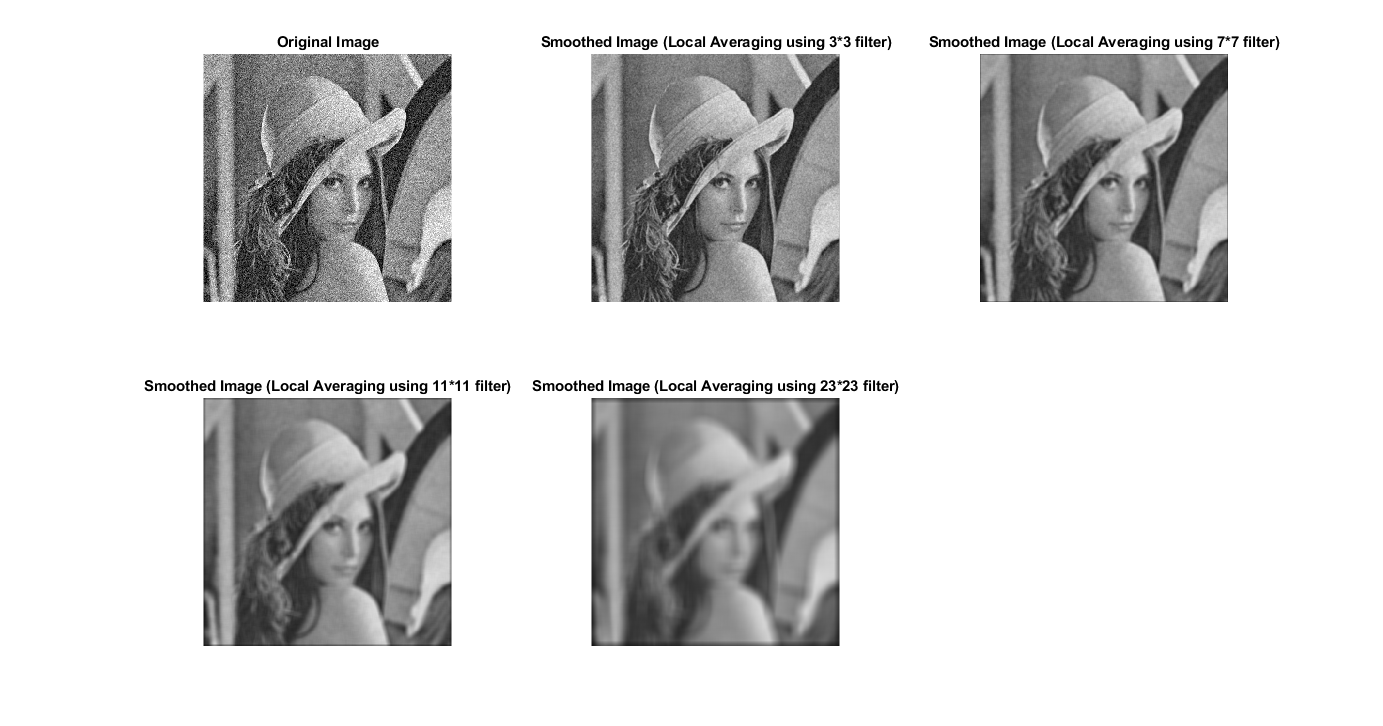 Original Image
Smoothed Image (Local Averaging using 3*3 filter)
Smoothed Image (Local Averaging using 7*7 filter)
Smoothed Image (Local Averaging using 11*11 filter)
Smoothed Image (Local Averaging using 23*23 filter)